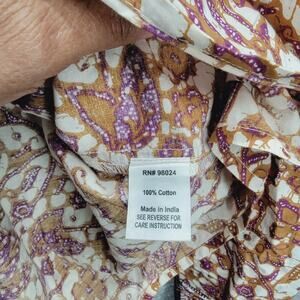 RN# 98024
100% Cotton
Made in India
SEE REVERSE FOR
CARE INSTRUCTION